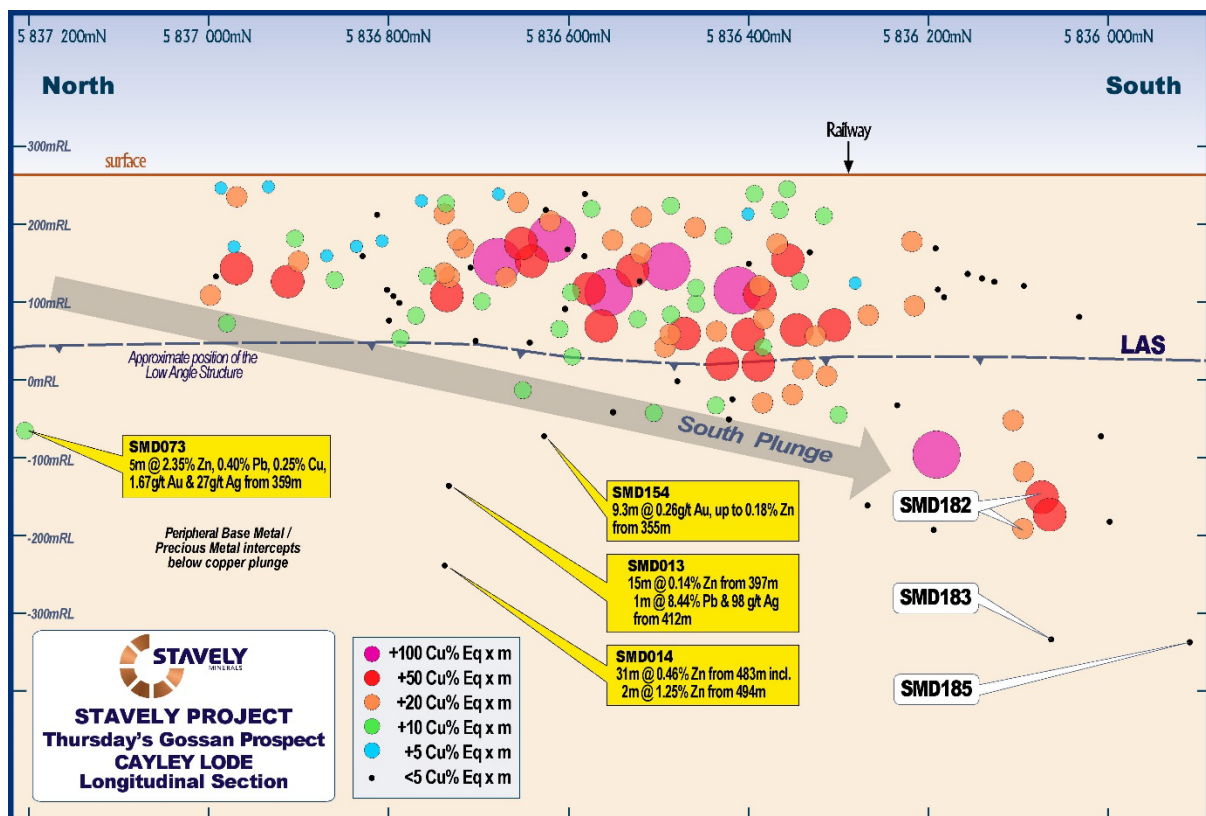 5 837 200mN
5 837 000mN
5 836 800mN
5 836 600mN
5 836 400mN
5 836 200mN
5 836 000mN
North
South
Railway
300mRL
surface
200mRL
100mRL
LAS
Approximate position of the
Low Angle Structure
0mRL
South Plunge
-100mRL
SMD073
5m @ 2.35% Zn, 0.40% Pb, 0.25% Cu,
1.67g/t Au & 27g/t Ag from 359m
SMD154
9.3m @ 0.26g/t Au, up to 0.18% Zn
from 355m
SMD182
-200mRL
Peripheral Base Metal /
Precious Metal intercepts
below copper plunge
SMD013
15m @ 0.14% Zn from 397m
1m @ 8.44% Pb & 98 g/t Ag
from 412m
SMD183
-300mRL
SMD014
31m @ 0.46% Zn from 483m incl.
2m @ 1.25% Zn from 494m
SMD185
STAVELY
MINERALS
STAVELY PROJECT
Thursday's Gossan Prospect
CAYLEY LODE
Longitudinal Section
+100 Cu% Eq x m
+50 Cu% Eq x m
+20 Cu% Eq x m
+10 Cu% Eq x m
+5 Cu% Eq x m
<5 Cu% Eq x m